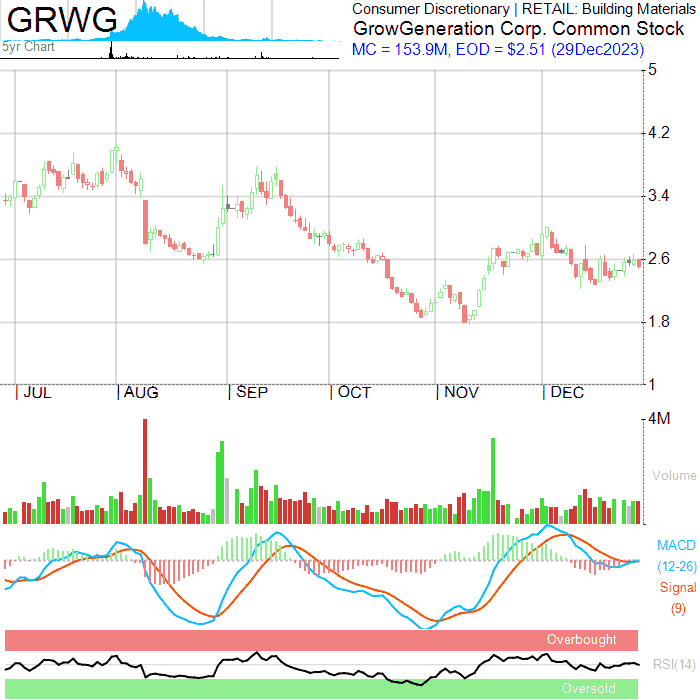 GRWG
5yr Chart
Consumer Discretionary | RETAIL: Building Materials
GrowGeneration Corp. Common Stock
MC = 153.9M, EOD = $2.51 (29Dec2023)
5
4.2
3.4
2.6
1.8
1
JUL AUG SEP OCT NOV DEC
4M
Volume
MACD
(12-26)
Signal
(9)
Overbought
RSI(14)
Oversold